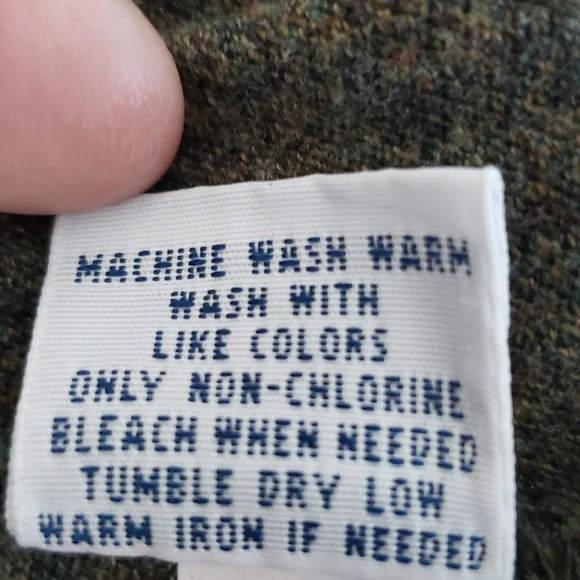 MACHINE WASH WARM
WASH WITH
LIKE COLORS
ONLY NON-CHLORINE
BLEACH WHEN NEEDED
TUMBLE DRY LOW
WARM IRON IF NEEDED